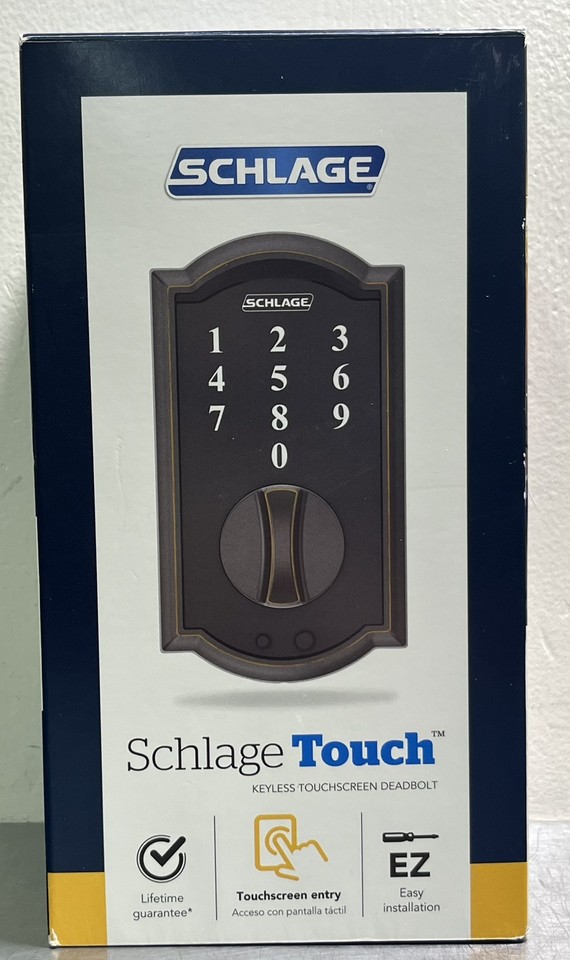 SCHLAGE
SCHLAGE
1 2 3
4 5 6
7 8 9
0
Schlage Touch™
KEYLESS TOUCHSCREEN DEADBOLT
Lifetime
guarantee*
Touchscreen entry
Acceso con pantalla táctil
EZ
Easy
installation